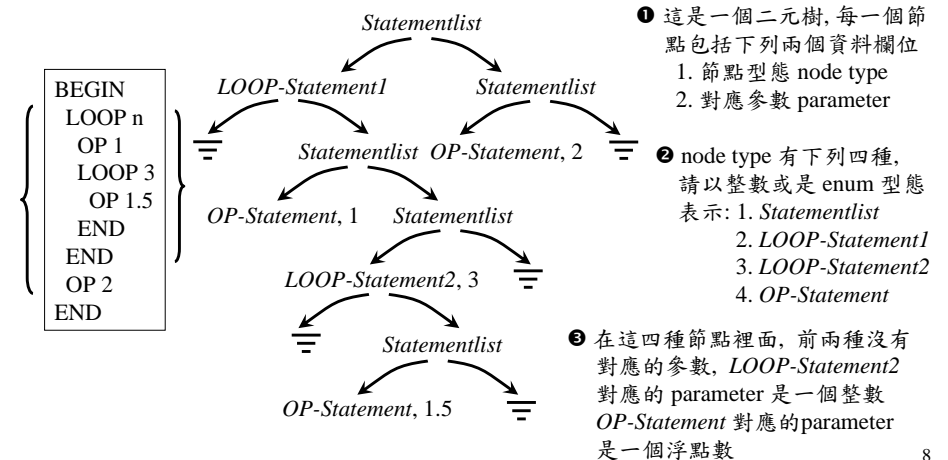 BEGIN
LOOP n
OP 1
LOOP 3
OP 1.5
END
END
OP 2
END
Statementlist
LOOP-Statement1 Statementlist
Statementlist OP-Statement, 2
OP-Statement, 1 Statementlist
LOOP-Statement2, 3
Statementlist
OP-Statement, 1.5
❶ 這是一個二元樹, 每一個節
點包括下列兩個資料欄位
1. 節點型態 node type
2. 對應參數 parameter
❷ node type 有下列四種,
請以整數或是 enum 型態
表示: 1. Statementlist
2. LOOP-Statement1
3. LOOP-Statement2
4. OP-Statement
❸ 在這四種節點裡面, 前兩種沒有
對應的參數, LOOP-Statement2
對應的 parameter 是一個整數
OP-Statement 對應的parameter
是一個浮點數
8